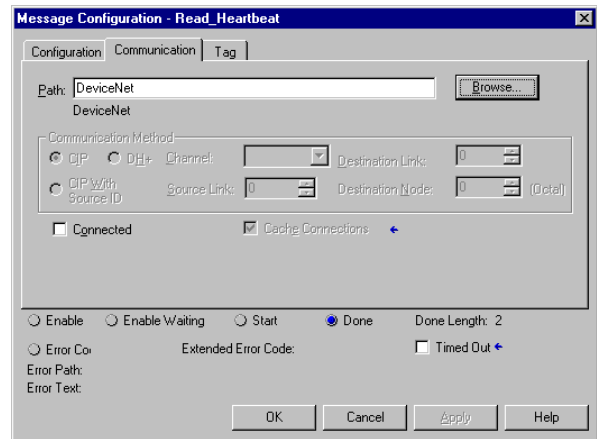 Message Configuration - Read_Heartbeat
Configuration Communication Tag
Path: DeviceNet Browse...
DeviceNet
Communication Method
CIP DH+ Channel: Destination Link: 0
CIP With Source ID Source Link: 0 Destination Node: 0 (Octal)
Connected Cache Connections
Enable Enable Waiting Start Done Done Length: 2
Error Co Extended Error Code: Timed Out
Error Path:
Error Text:
OK Cancel Apply Help